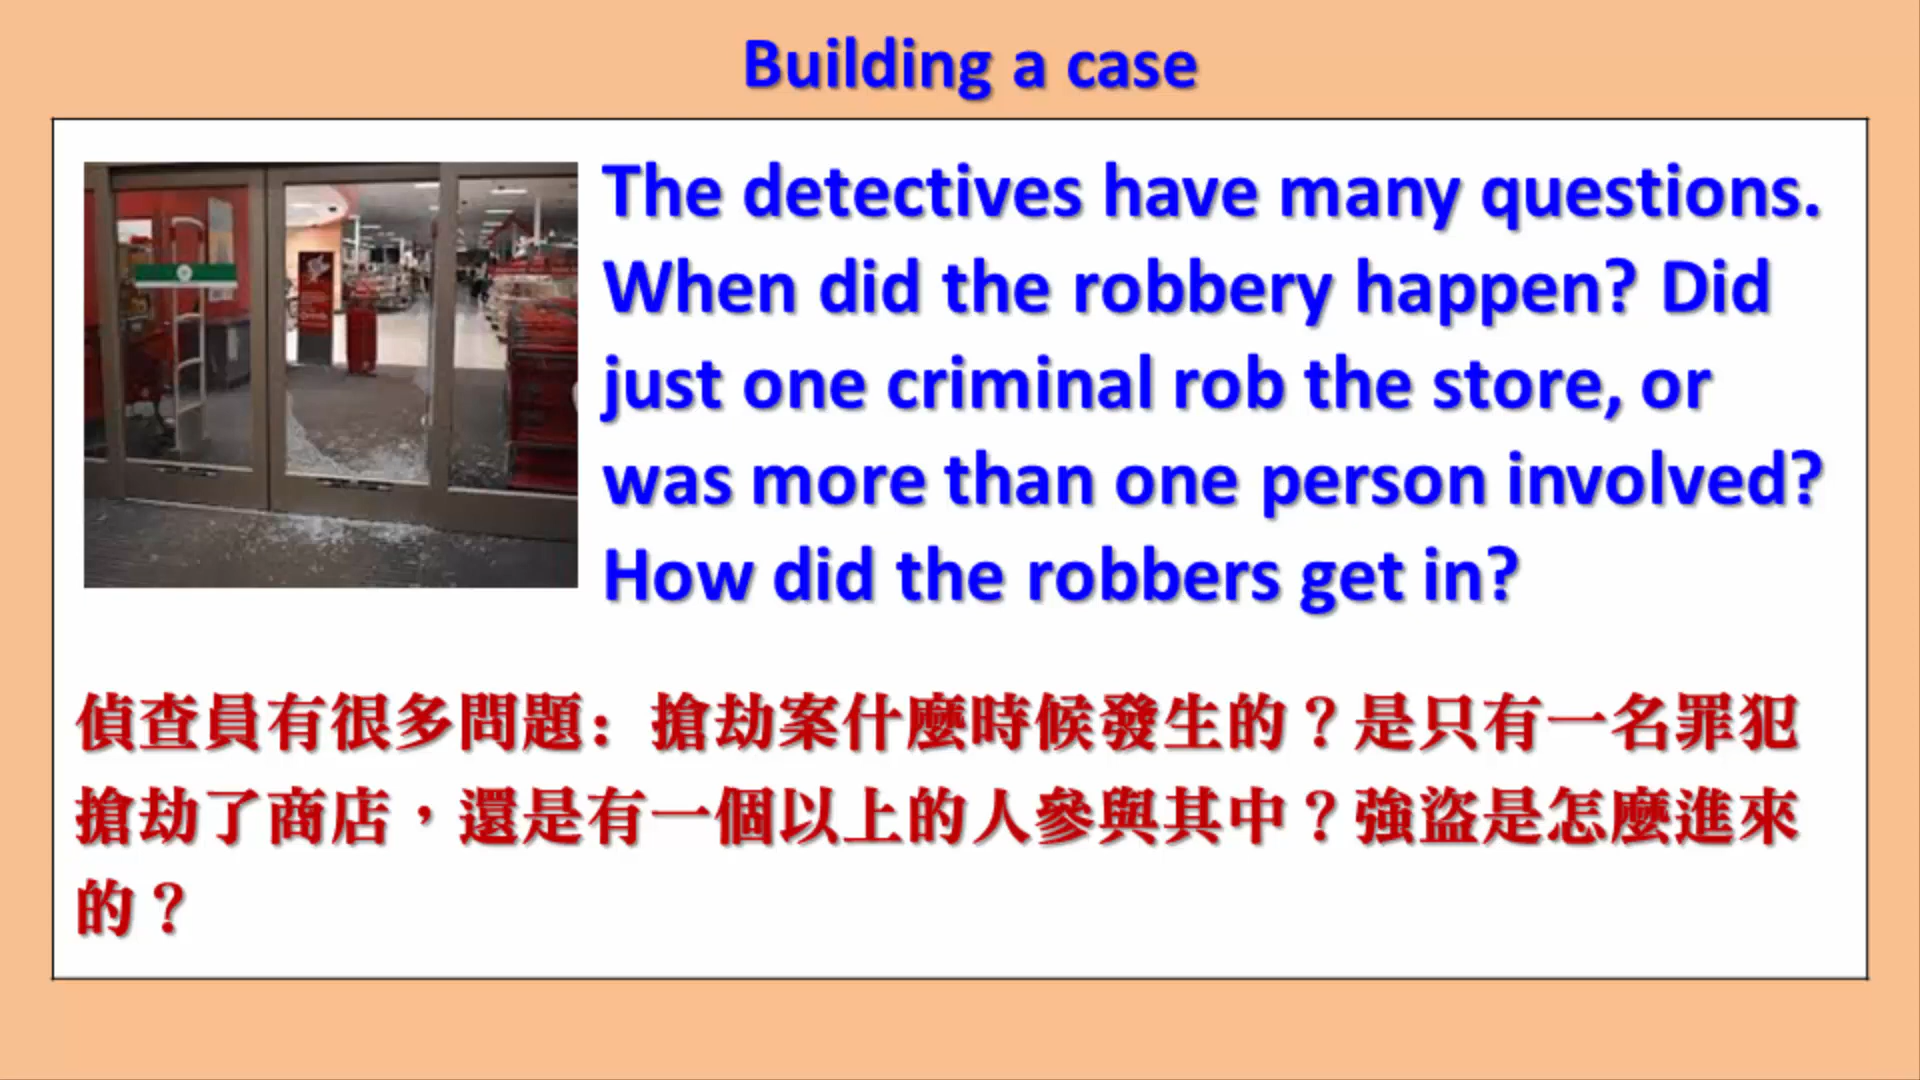 Building a case
The detectives have many questions.
When did the robbery happen? Did
just one criminal rob the store, or
was more than one person involved?
How did the robbers get in?
偵查員有很多問題：搶劫案什麼時候發生的？是只有一名罪犯
搶劫了商店，還是有一個以上的人參與其中？強盜是怎麼進來
的？